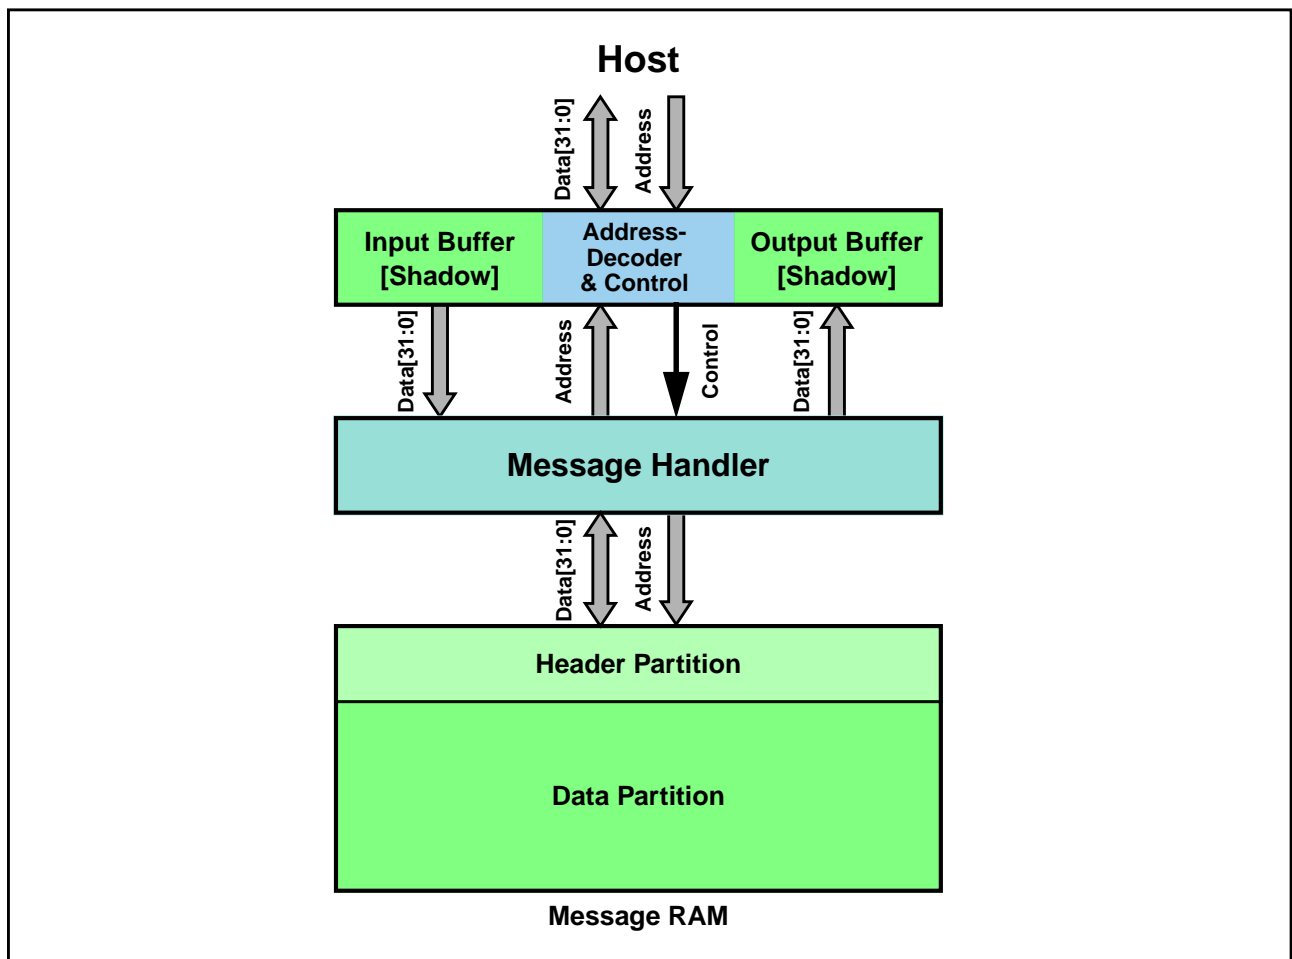 Host
Data[31:0]
Address
Input Buffer
[Shadow]
Address-
Decoder
& Control
Output Buffer
[Shadow]
Data[31:0]
Address
Control
Data[31:0]
Message Handler
Data[31:0]
Address
Header Partition
Data Partition
Message RAM